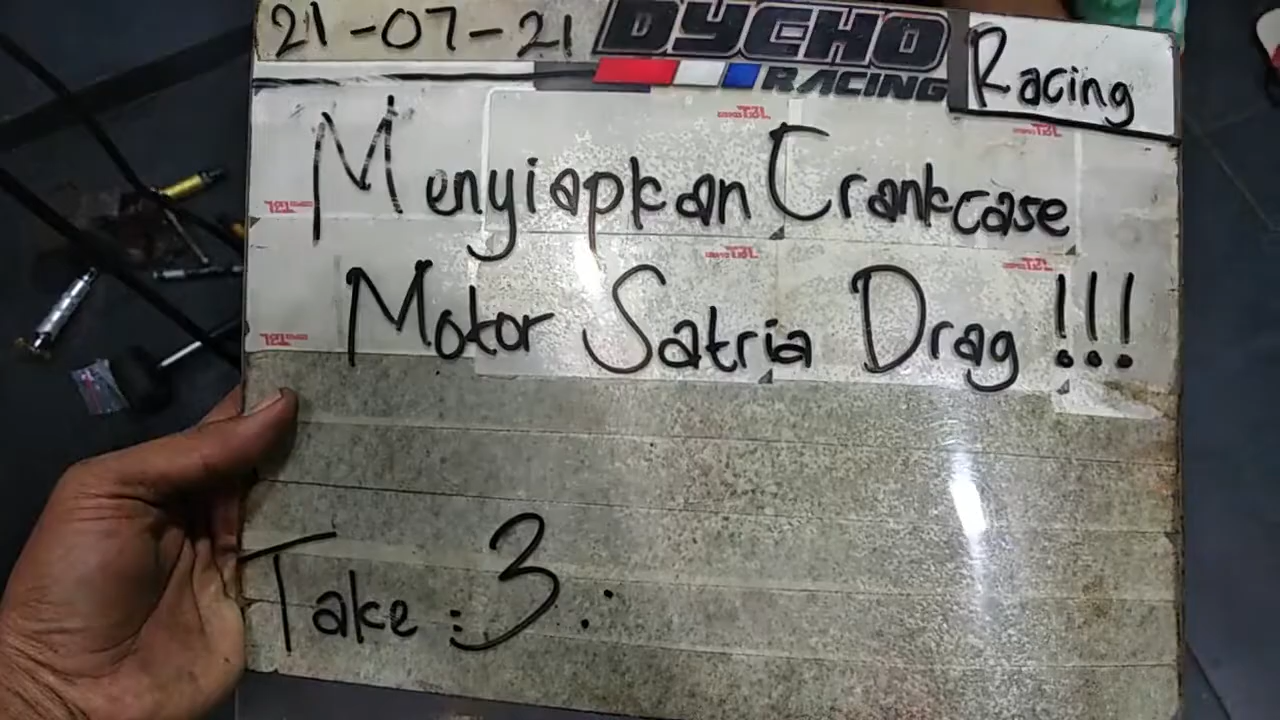 21-07-21 DYCHO RACING Racing
Menyiapkan Crankcase
Motor Satria Drag !!!
Take : 3 :